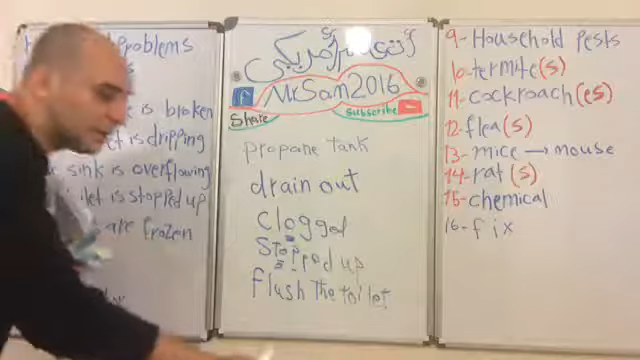 Problems
is broken
is dripping
sink is overflowing
is stopped up
are frozen
MrSam2016
Share
subscribe
propane tank
drain out
Clogged
Stopped up
flush The toilet
9- Household pests
10- termite(s)
11- cockroach(es)
12- flea(s)
13- mice → mouse
14- rat(s)
15- chemical
16- fix